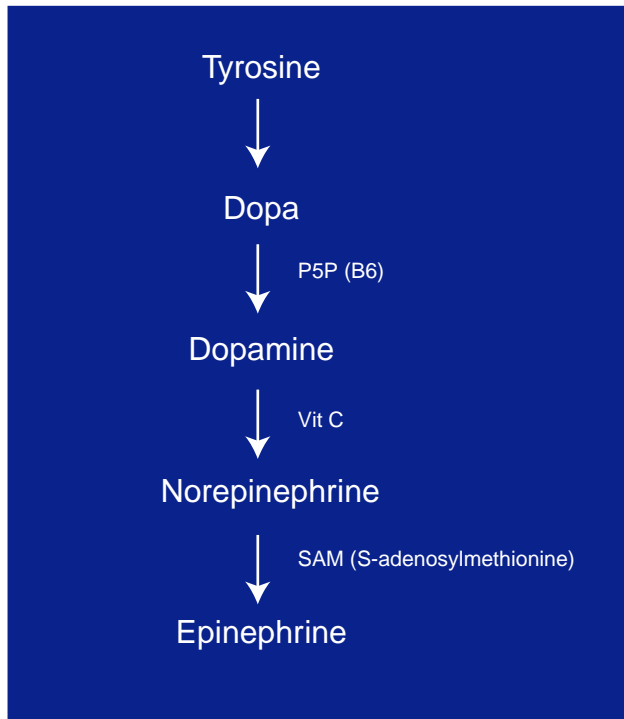 Tyrosine
Dopa
P5P (B6)
Dopamine
Vit C
Norepinephrine
SAM (S-adenosylmethionine)
Epinephrine